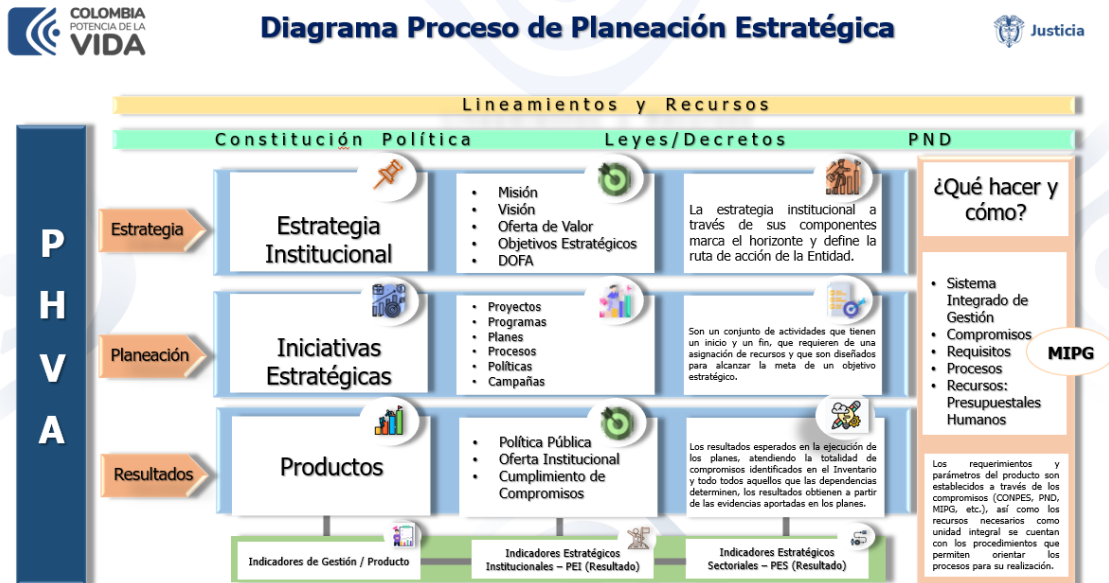 COLOMBIA
POTENCIA DE LA
VIDA
Diagrama Proceso de Planeación Estratégica
Justicia
Lineamientos y Recursos
Constitución Política Leyes/Decretos PND
P
H
V
A
Estrategia
Estrategia
Institucional
• Misión
• Visión
• Oferta de Valor
• Objetivos Estratégicos
• DOFA
La estrategia institucional a
través de sus componentes
marca el horizonte y define la
ruta de acción de la Entidad.
Planeación
Iniciativas
Estratégicas
• Proyectos
• Programas
• Planes
• Procesos
• Políticas
• Campañas
Son un conjunto de actividades que tienen
un inicio y un fin, que requieren de una
asignación de recursos y que son diseñados
para alcanzar la meta de un objetivo
estratégico.
Resultados
Productos
• Política Pública
• Oferta Institucional
• Cumplimiento de
Compromisos
Los resultados esperados en la ejecución de
los planes, atendiendo la totalidad de
compromisos identificados en el Inventario
y todo todos aquellos que las dependencias
determinen, los resultados obtienen a partir
de las evidencias aportadas en los planes.
Indicadores de Gestión / Producto
Indicadores Estratégicos
Institucionales – PEI (Resultado)
Indicadores Estratégicos
Sectoriales – PES (Resultado)
¿Qué hacer y
cómo?
• Sistema
Integrado de
Gestión
• Compromisos
• Requisitos
• Procesos
• Recursos:
Presupuestales
Humanos
MIPG
Los requerimientos y
parámetros del producto son
establecidos a través de los
compromisos (CONPES, PND,
MIPG, etc.), así como los
recursos necesarios como
unidad integral se cuentan
con los procedimientos que
permiten orientar los
procesos para su realización.